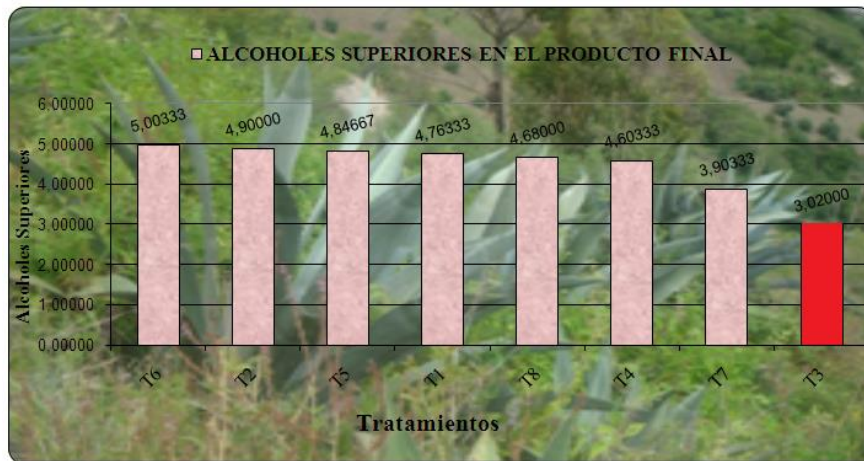 ALCOHOLES SUPERIORES EN EL PRODUCTO FINAL
Alcoholes Superiores
6,00000
5,00000
4,00000
3,00000
2,00000
1,00000
0,00000
5,00333
4,90000
4,84667
4,76333
4,68000
4,60333
3,90333
3,02000
T6
T2
T5
T1
T8
T4
T7
T3
Tratamientos